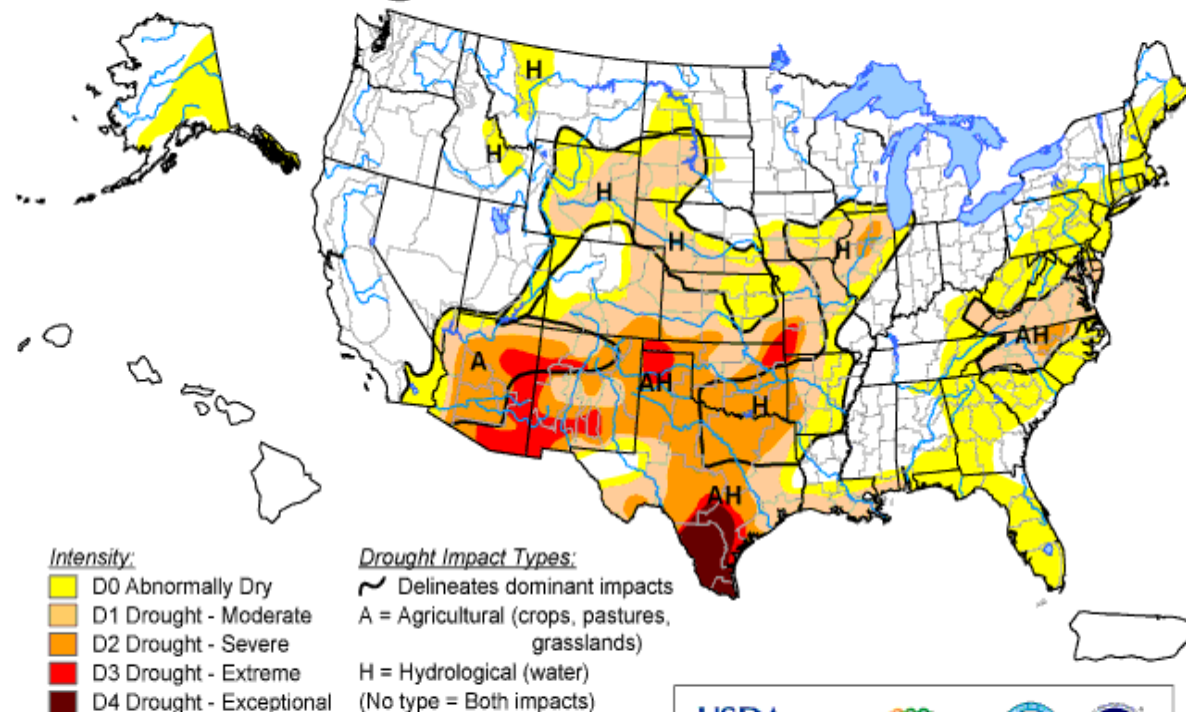 H
H
H
H
H
A
AH
H
AH
AH
Intensity:
D0 Abnormally Dry
D1 Drought - Moderate
D2 Drought - Severe
D3 Drought - Extreme
D4 Drought - Exceptional
Drought Impact Types:
Delineates dominant impacts
A = Agricultural (crops, pastures,
grasslands)
H = Hydrological (water)
(No type = Both impacts)
USDA